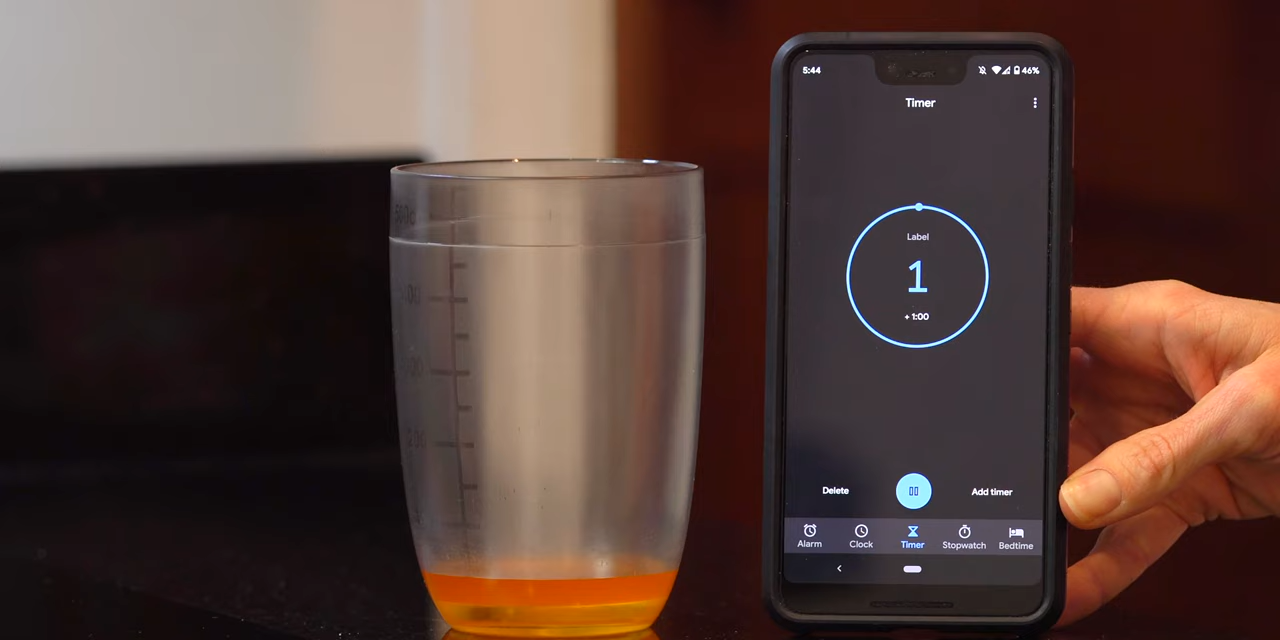 5:44
46%
Timer
Label
1
+ 1:00
Delete
Add timer
Alarm
Clock
Timer
Stopwatch
Bedtime